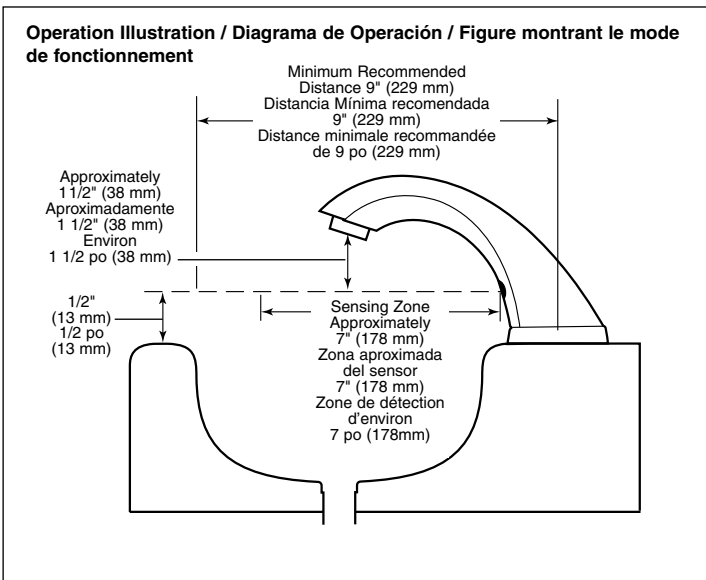 Operation Illustration / Diagrama de Operación / Figure montrant le mode
de fonctionnement
Minimum Recommended
Distance 9" (229 mm)
Distancia Mínima recomendada
9" (229 mm)
Distance minimale recommandée
de 9 po (229 mm)
Approximately
1 1/2" (38 mm)
Aproximadamente
1 1/2" (38 mm)
Environ
1 1/2 po (38 mm)
1/2"
(13 mm)
1/2 po
(13 mm)
Sensing Zone
Approximately
7" (178 mm)
Zona aproximada
del sensor
7" (178 mm)
Zone de détection
d'environ
7 po (178mm)